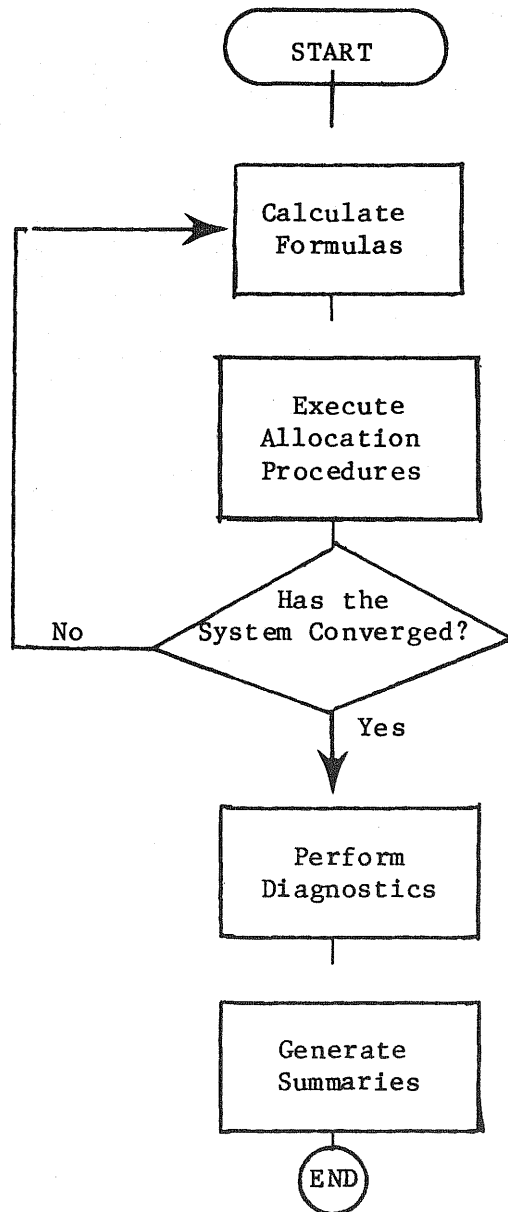 START
Calculate
Formulas
Execute
Allocation
Procedures
Has the
System Converged?
No
Yes
Perform
Diagnostics
Generate
Summaries
END